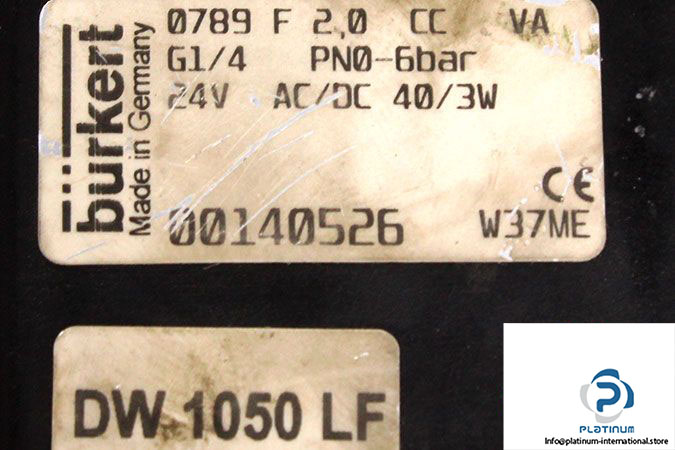 bürkert
Made in Germany
0789 F 2,0 CC VA
G1/4 PN0-6bar
24V AC/DC 40/3W
CE
00140526 W37ME
DW 1050 LF
PLATINUM
info@platinum-international.store